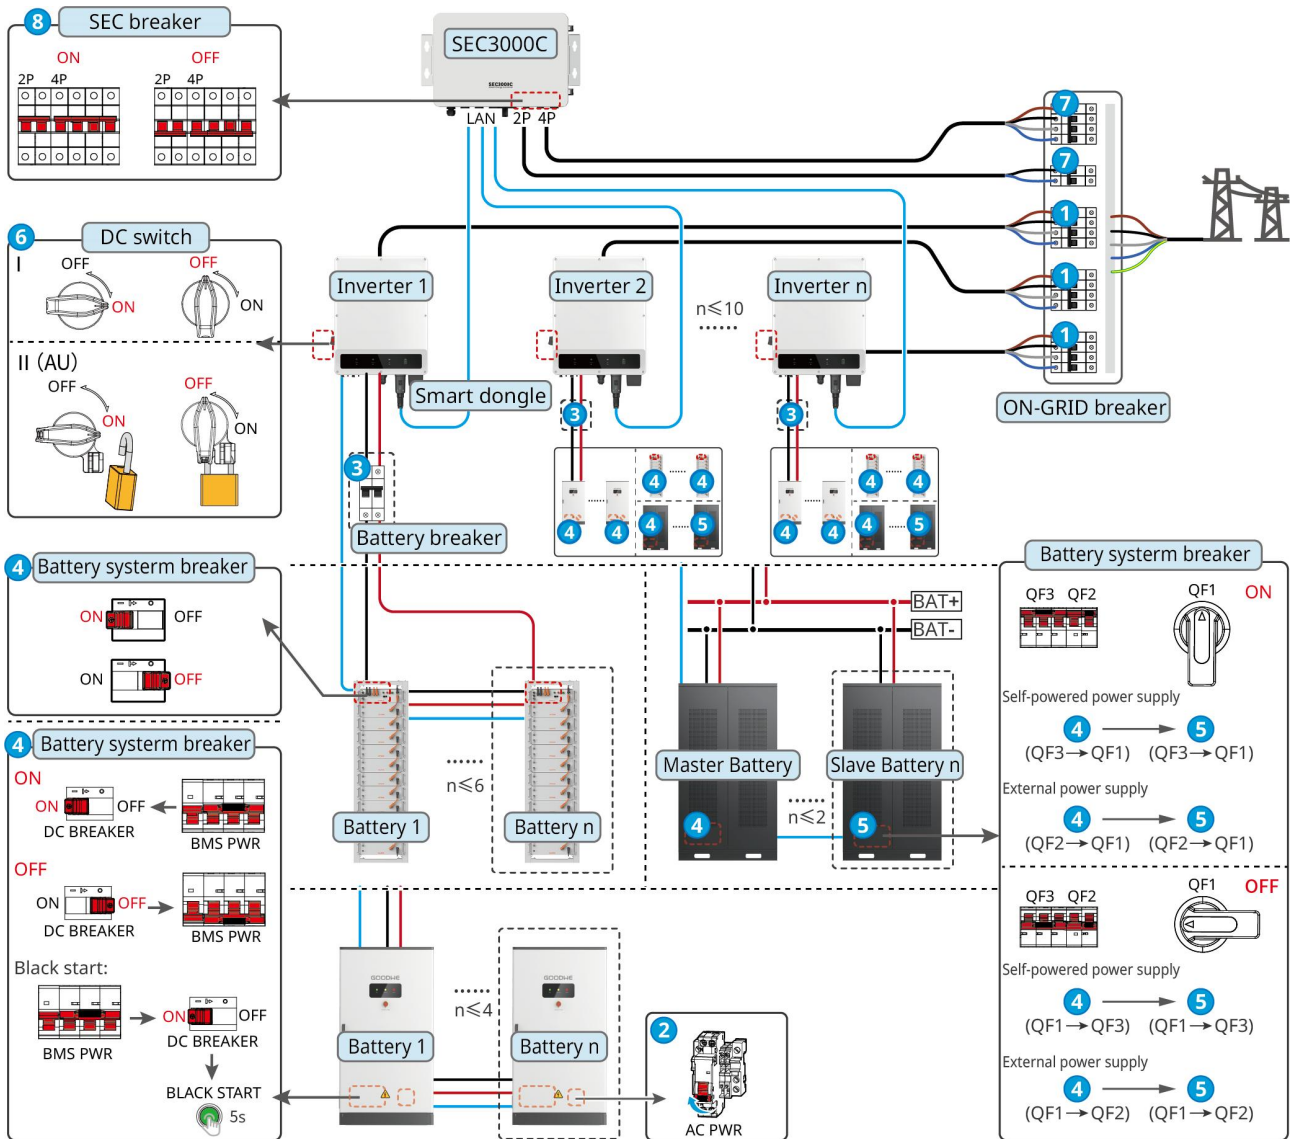 8 SEC breaker
ON OFF
2P 4P 2P 4P
SEC3000C
SEC3000C
LAN 2P 4P
7
7
1
1
1
ON-GRID breaker
6 DC switch
I
OFF
ON
OFF
ON
II (AU)
OFF
ON
OFF
ON
Inverter 1
Inverter 2
n≤10
Inverter n
Smart dongle
3
3
3
Battery breaker
4 4 4 4 4 5
4 4 4 4 4 5
4 Battery systerm breaker
ON OFF
ON OFF
4 Battery systerm breaker
ON
ON OFF
DC BREAKER
BMS PWR
OFF
ON OFF
DC BREAKER
BMS PWR
Black start:
BMS PWR
ON OFF
DC BREAKER
BLACK START
5s
Battery 1
n≤6
Battery n
BAT+
BAT-
Master Battery
Slave Battery n
n≤2
4
5
GOODWE
GOODWE
n≤4
Battery 1
Battery n
2
AC PWR
Battery systerm breaker
QF3 QF2 QF1 ON
Self-powered power supply
4 5
(QF3→QF1) (QF3→QF1)
External power supply
4 5
(QF2→QF1) (QF2→QF1)
QF3 QF2 QF1 OFF
Self-powered power supply
4 5
(QF1→QF3) (QF1→QF3)
External power supply
4 5
(QF1→QF2) (QF1→QF2)